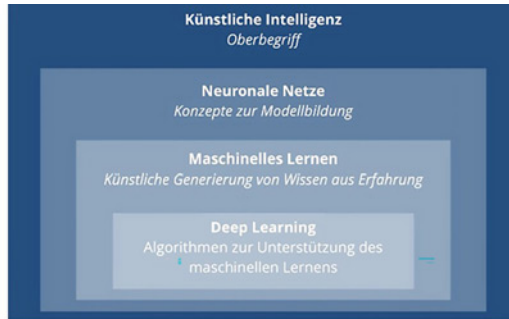 Künstliche Intelligenz
Oberbegriff
Neuronale Netze
Konzepte zur Modellbildung
Maschinelles Lernen
Künstliche Generierung von Wissen aus Erfahrung
Deep Learning
Algorithmen zur Unterstützung des
maschinellen Lernens